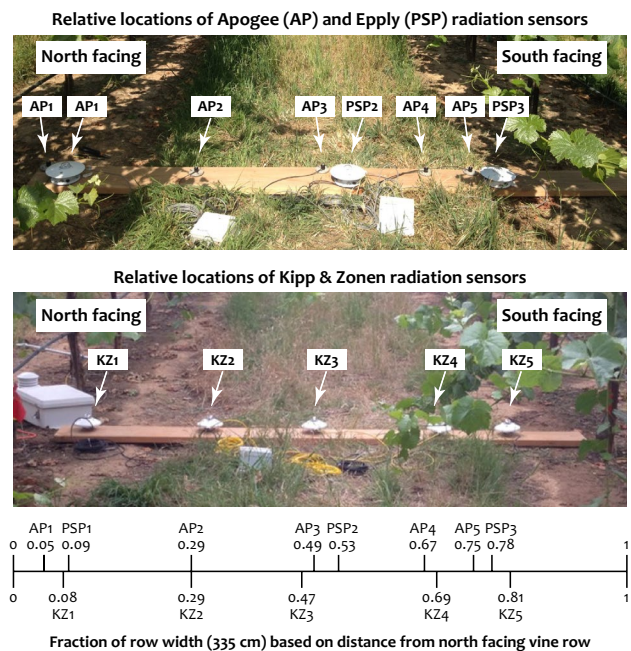 Relative locations of Apogee (AP) and Epply (PSP) radiation sensors
North facing
South facing
AP1
AP1
AP2
AP3
PSP2
AP4
AP5
PSP3
Relative locations of Kipp & Zonen radiation sensors
North facing
South facing
KZ1
KZ2
KZ3
KZ4
KZ5
AP1 PSP1 AP2 AP3 PSP2 AP4 AP5 PSP3
0 0.05 0.09 0.29 0.49 0.53 0.67 0.75 0.78 1
0 0.08 0.29 0.47 0.69 0.81 1
KZ1 KZ2 KZ3 KZ4 KZ5
Fraction of row width (335 cm) based on distance from north facing vine row